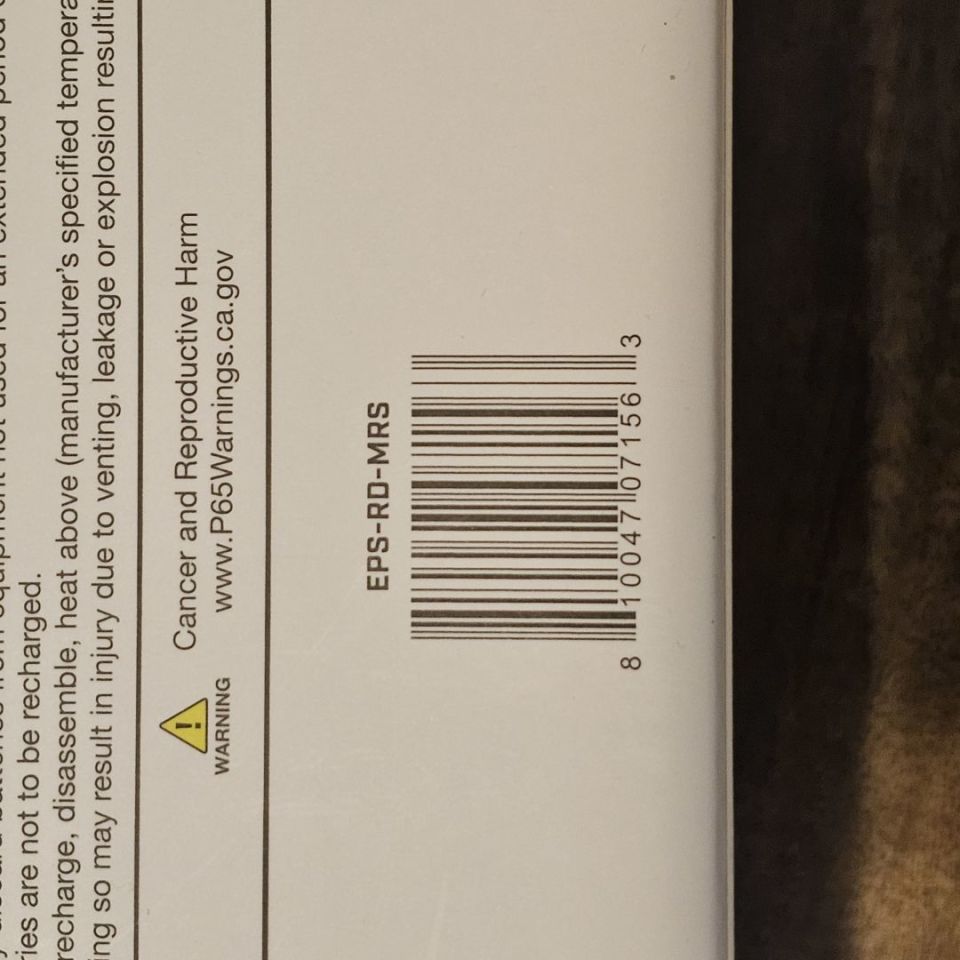 ries are not to be recharged.
recharge, disassemble, heat above (manufacturer's specified
ing so may result in injury due to venting, leakage or explosion
WARNING
Cancer and Reproductive Harm
www.P65Warnings.ca.gov
EPS-RD-MRS
8 10047 07156 3